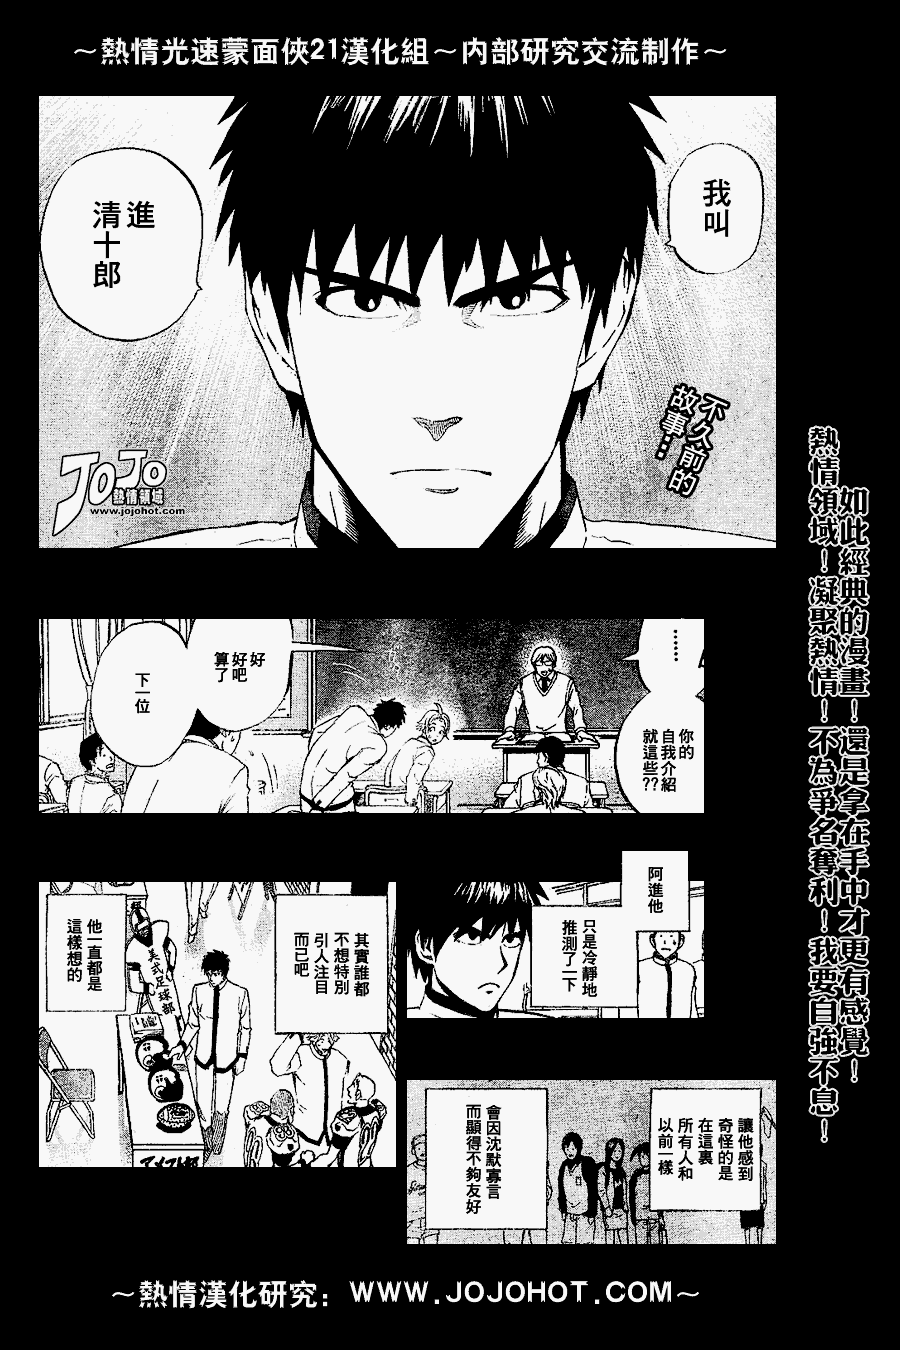 ～熱情光速蒙面俠21漢化組～内部研究交流制作～
我叫
進
清十郎
不久前的
故事…
JOJO
熱情領域
www.jojohot.com
如此經典的漫畫！還是拿在手中才更有感覺！
熱情領域！凝聚熱情！不為爭名奪利！我要自強不息！
……
你的
自我介紹
就這些??
好
好吧
算了
下一位
阿進他
只是冷靜地
推測了一下
其實誰都
不想特別
引人注目
而己吧
他一直都是
這樣想的
美式足球部
讓他感到
奇怪的是
在這裏
所有人和
以前一樣
會因沈默寡言
而顯得不夠友好
～熱情漢化研究：WWW.JOJOHOT.COM～